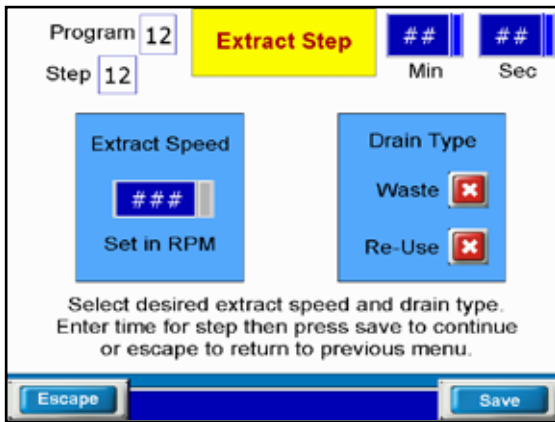 Program 12
Step 12
Extract Step
## ##
Min Sec
Extract Speed
###
Set in RPM
Drain Type
Waste
Re-Use
Select desired extract speed and drain type.
Enter time for step then press save to continue
or escape to return to previous menu.
Escape Save